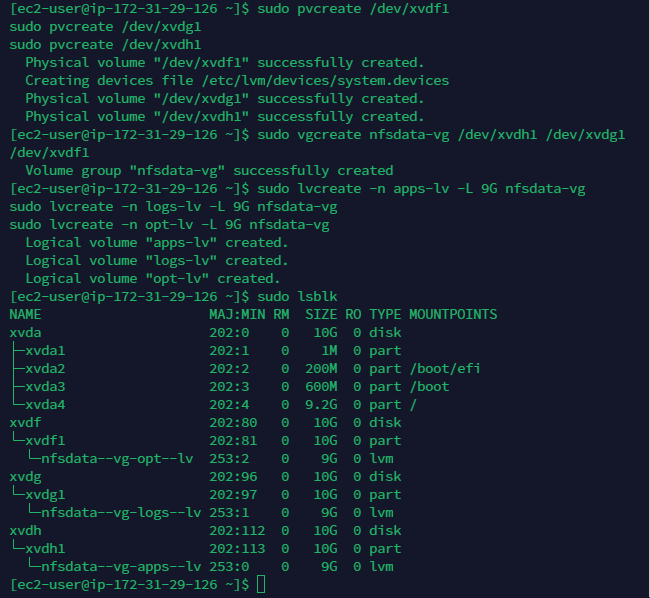 [ec2-user@ip-172-31-29-126 ~]$ sudo pvcreate /dev/xvdf1
sudo pvcreate /dev/xvdg1
sudo pvcreate /dev/xvdh1
  Physical volume "/dev/xvdf1" successfully created.
  Creating devices file /etc/lvm/devices/system.devices
  Physical volume "/dev/xvdg1" successfully created.
  Physical volume "/dev/xvdh1" successfully created.
[ec2-user@ip-172-31-29-126 ~]$ sudo vgcreate nfsdata-vg /dev/xvdh1 /dev/xvdg1
/dev/xvdf1
  Volume group "nfsdata-vg" successfully created
[ec2-user@ip-172-31-29-126 ~]$ sudo lvcreate -n apps-lv -L 9G nfsdata-vg
sudo lvcreate -n logs-lv -L 9G nfsdata-vg
sudo lvcreate -n opt-lv -L 9G nfsdata-vg
  Logical volume "apps-lv" created.
  Logical volume "logs-lv" created.
  Logical volume "opt-lv" created.
[ec2-user@ip-172-31-29-126 ~]$ sudo lsblk
NAME                    MAJ:MIN RM  SIZE RO TYPE MOUNTPOINTS
xvda                    202:0    0   10G  0 disk
├─xvda1                 202:1    0    1M  0 part
├─xvda2                 202:2    0  200M  0 part /boot/efi
├─xvda3                 202:3    0  600M  0 part /boot
└─xvda4                 202:4    0  9.2G  0 part /
xvdf                    202:80   0   10G  0 disk
└─xvdf1                 202:81   0   10G  0 part
  └─nfsdata--vg-opt--lv  253:2    0    9G  0 lvm
xvdg                    202:96   0   10G  0 disk
└─xvdg1                 202:97   0   10G  0 part
  └─nfsdata--vg-logs--lv 253:1    0    9G  0 lvm
xvdh                    202:112  0   10G  0 disk
└─xvdh1                 202:113  0   10G  0 part
  └─nfsdata--vg-apps--lv 253:0    0    9G  0 lvm
[ec2-user@ip-172-31-29-126 ~]$